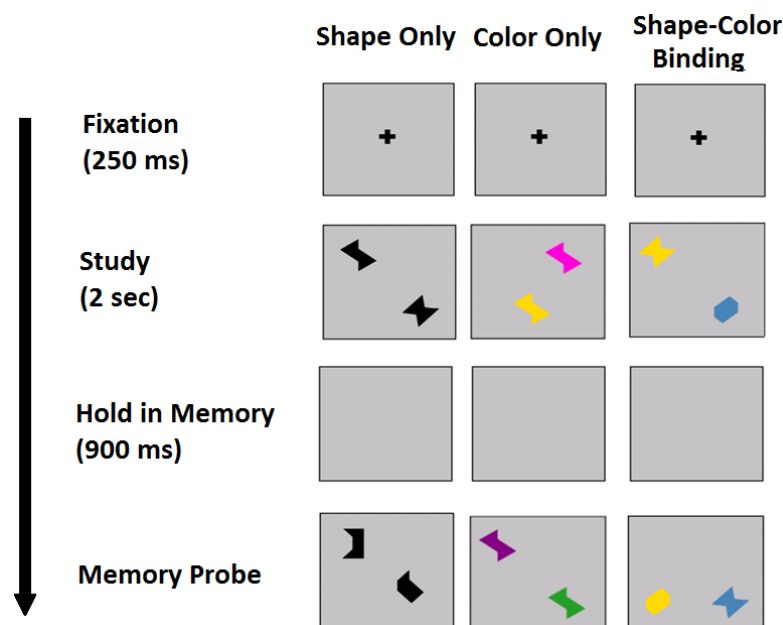 Shape Only
Color Only
Shape-Color
Binding
Fixation
(250 ms)
Study
(2 sec)
Hold in Memory
(900 ms)
Memory Probe